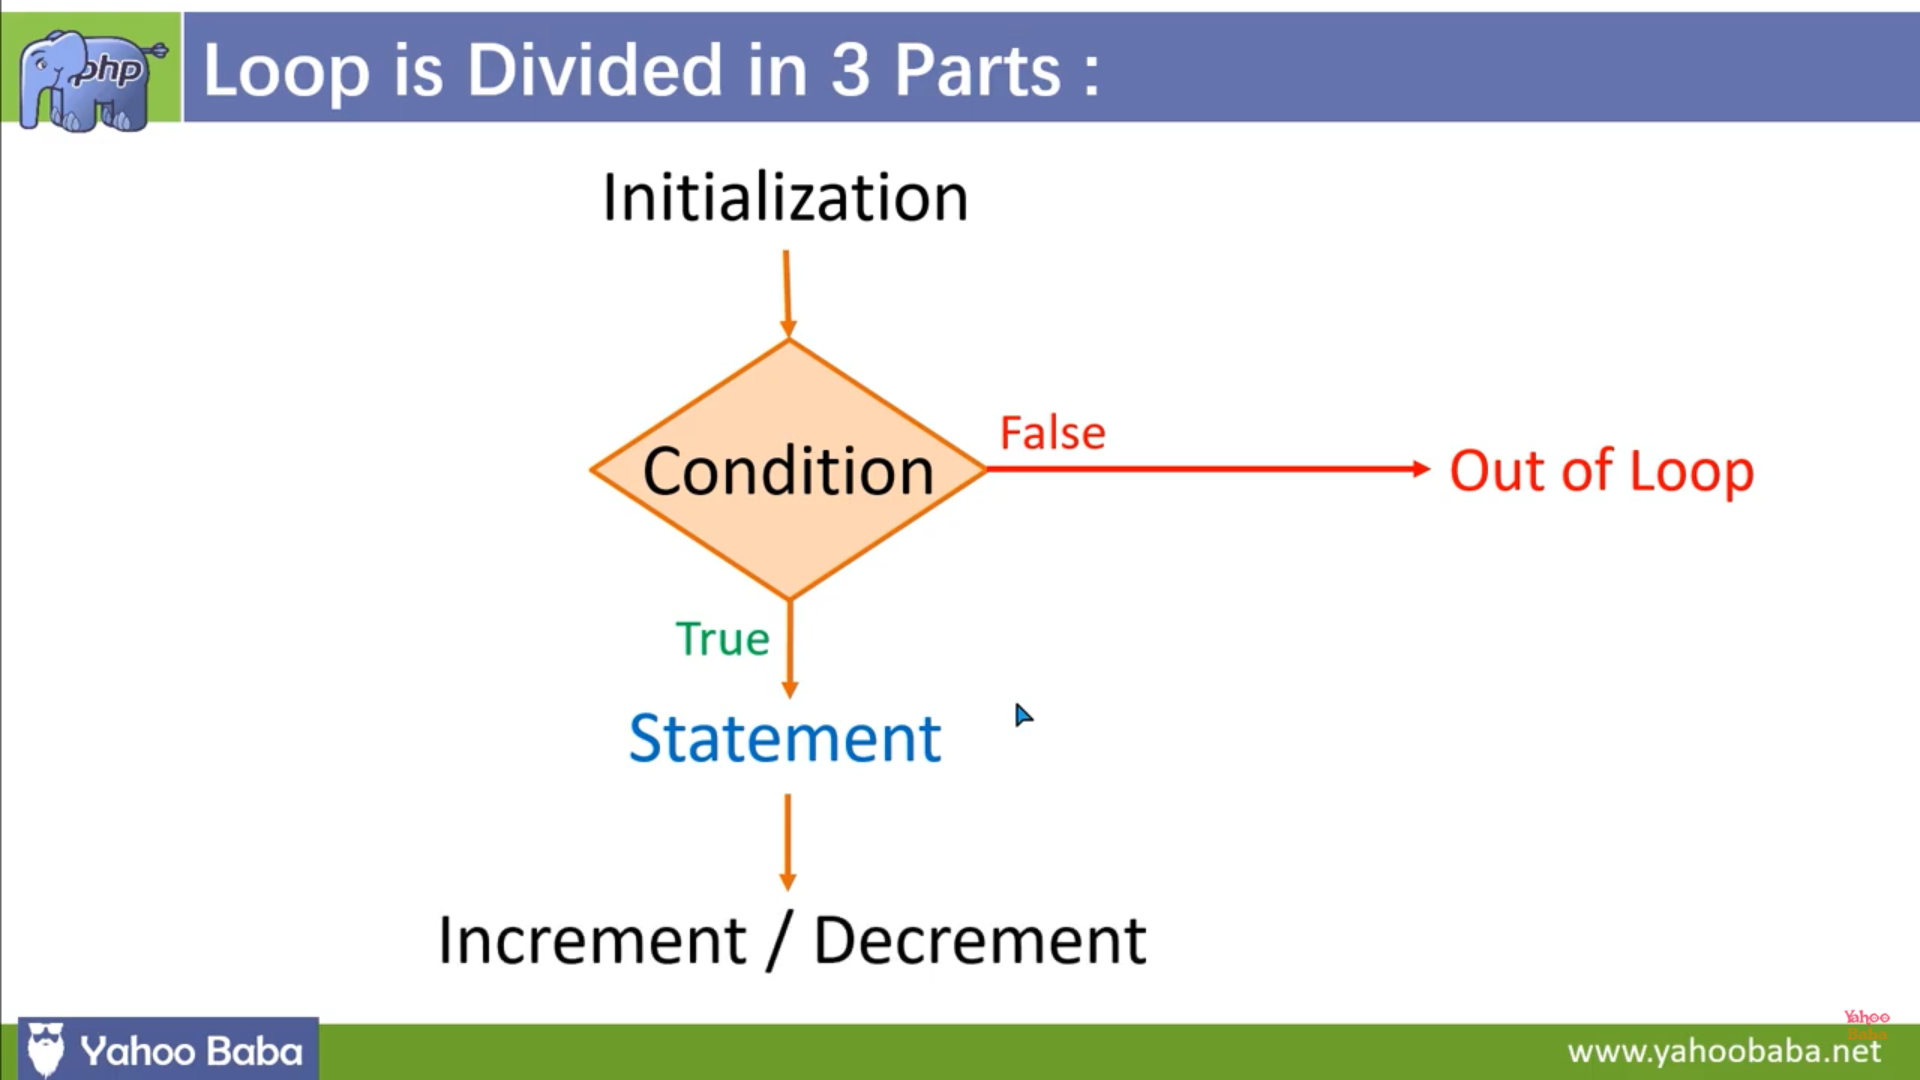 php
Loop is Divided in 3 Parts :
Initialization
Condition
False
Out of Loop
True
Statement
Increment / Decrement
Yahoo Baba
Yahoo
Baba
www.yahoobaba.net